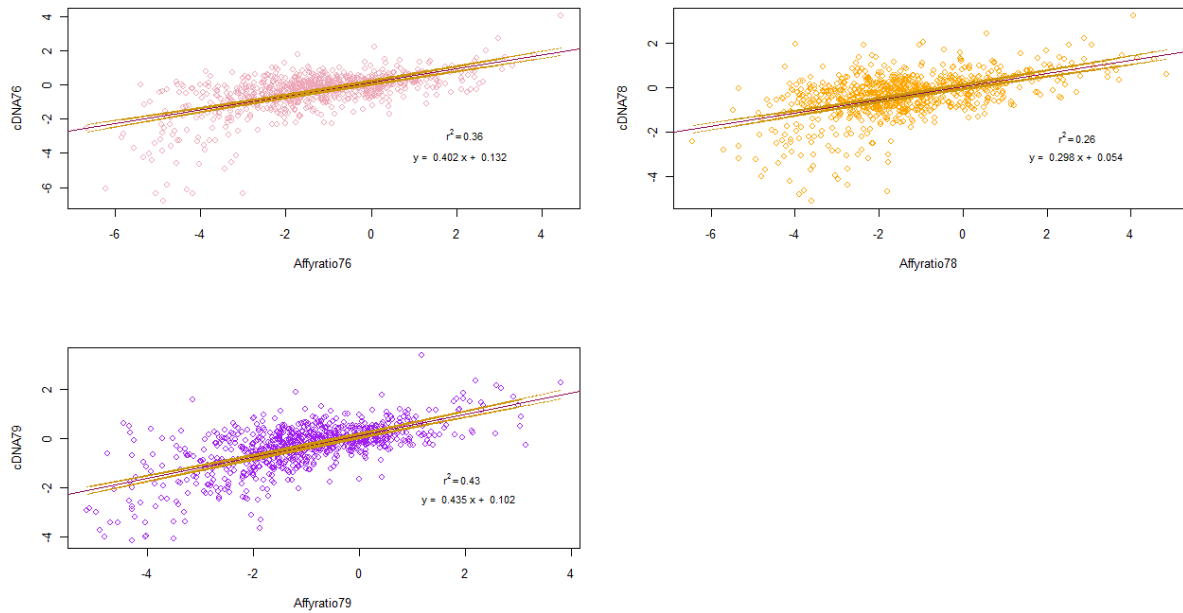 4
2
0
-2
-4
-6
cDNA76
r2=0.36
y = 0.402 x + 0.132
-6 -4 -2 0 2 4
Affyratio76
2
0
-2
-4
cDNA78
r2=0.26
y = 0.298 x + 0.054
-6 -4 -2 0 2 4
Affyratio78
2
0
-2
-4
cDNA79
r2=0.43
y = 0.435 x + 0.102
-4 -2 0 2 4
Affyratio79